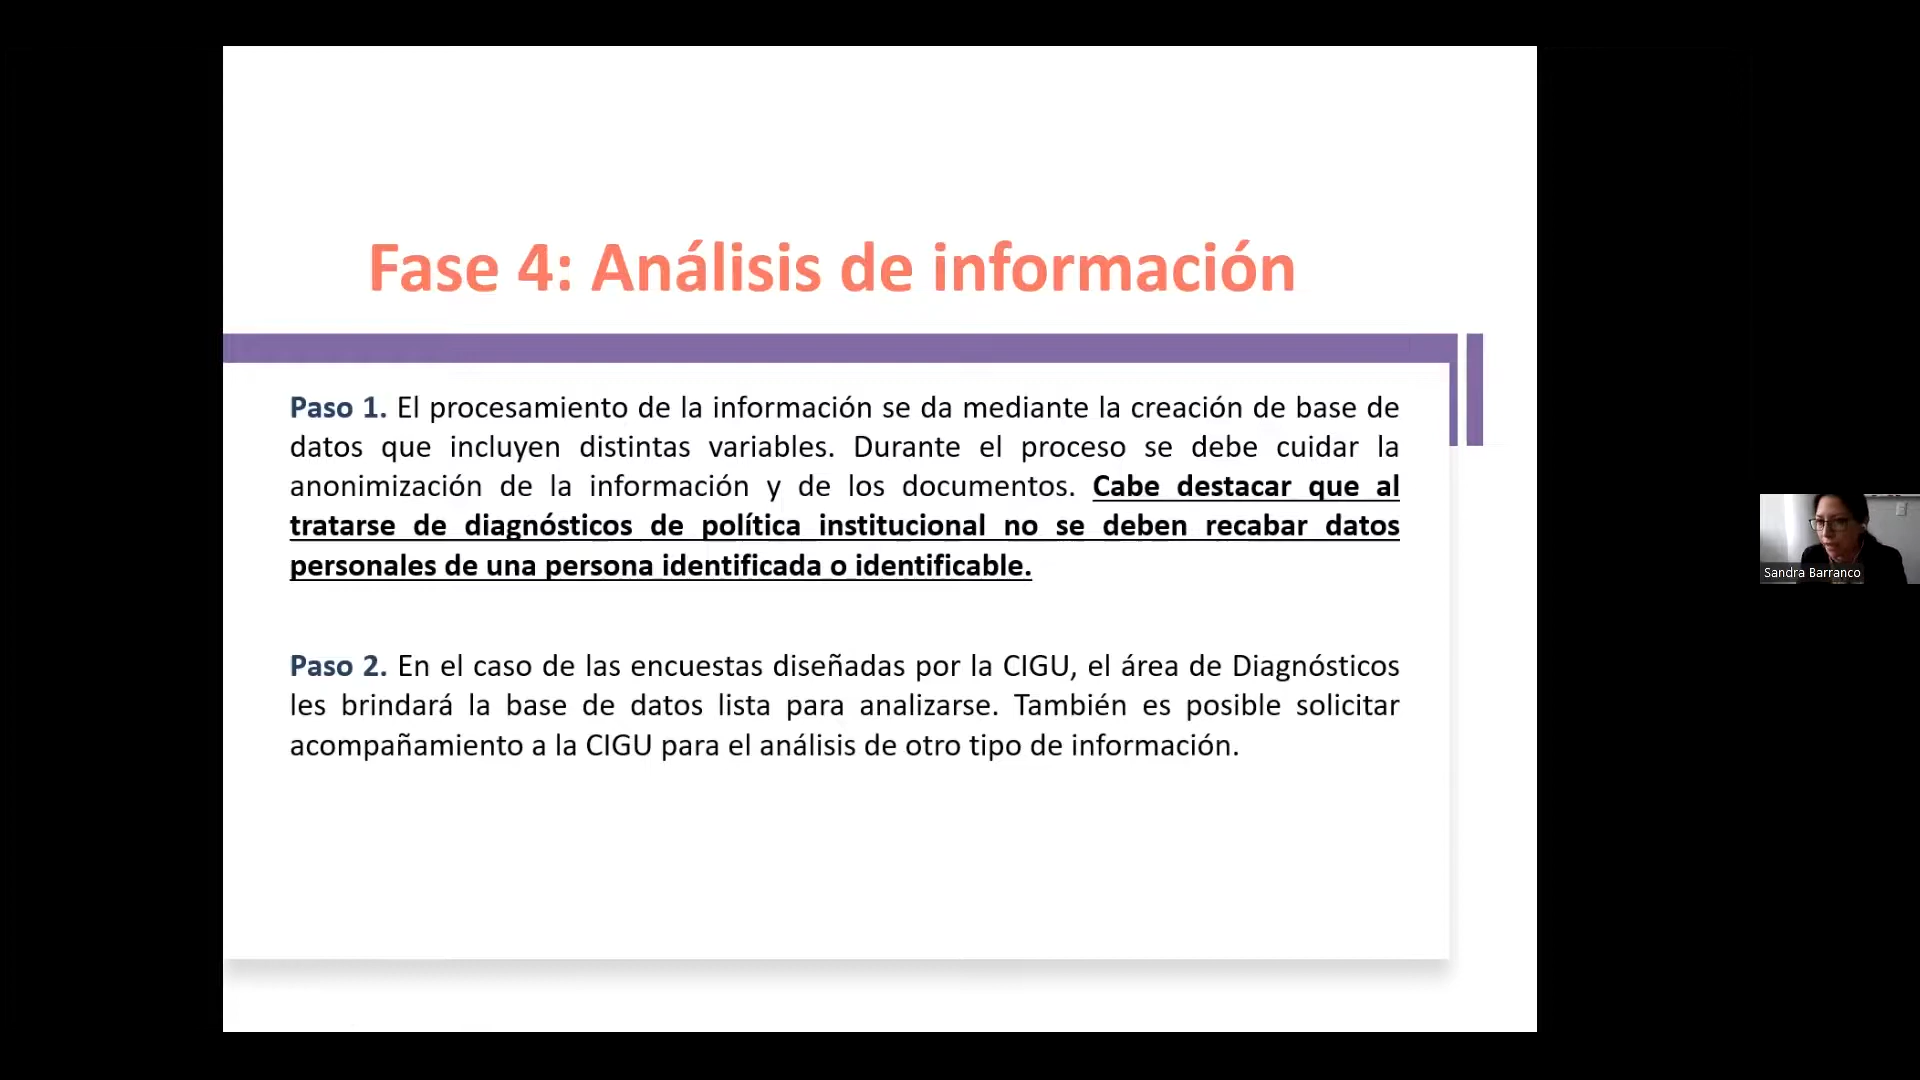 Fase 4: Análisis de información
Paso 1. El procesamiento de la información se da mediante la creación de base de
datos que incluyen distintas variables. Durante el proceso se debe cuidar la
anonimización de la información y de los documentos. Cabe destacar que al
tratarse de diagnósticos de política institucional no se deben recabar datos
personales de una persona identificada o identificable.
Paso 2. En el caso de las encuestas diseñadas por la CIGU, el área de Diagnósticos
les brindará la base de datos lista para analizarse. También es posible solicitar
acompañamiento a la CIGU para el análisis de otro tipo de información.
Sandra Barranco